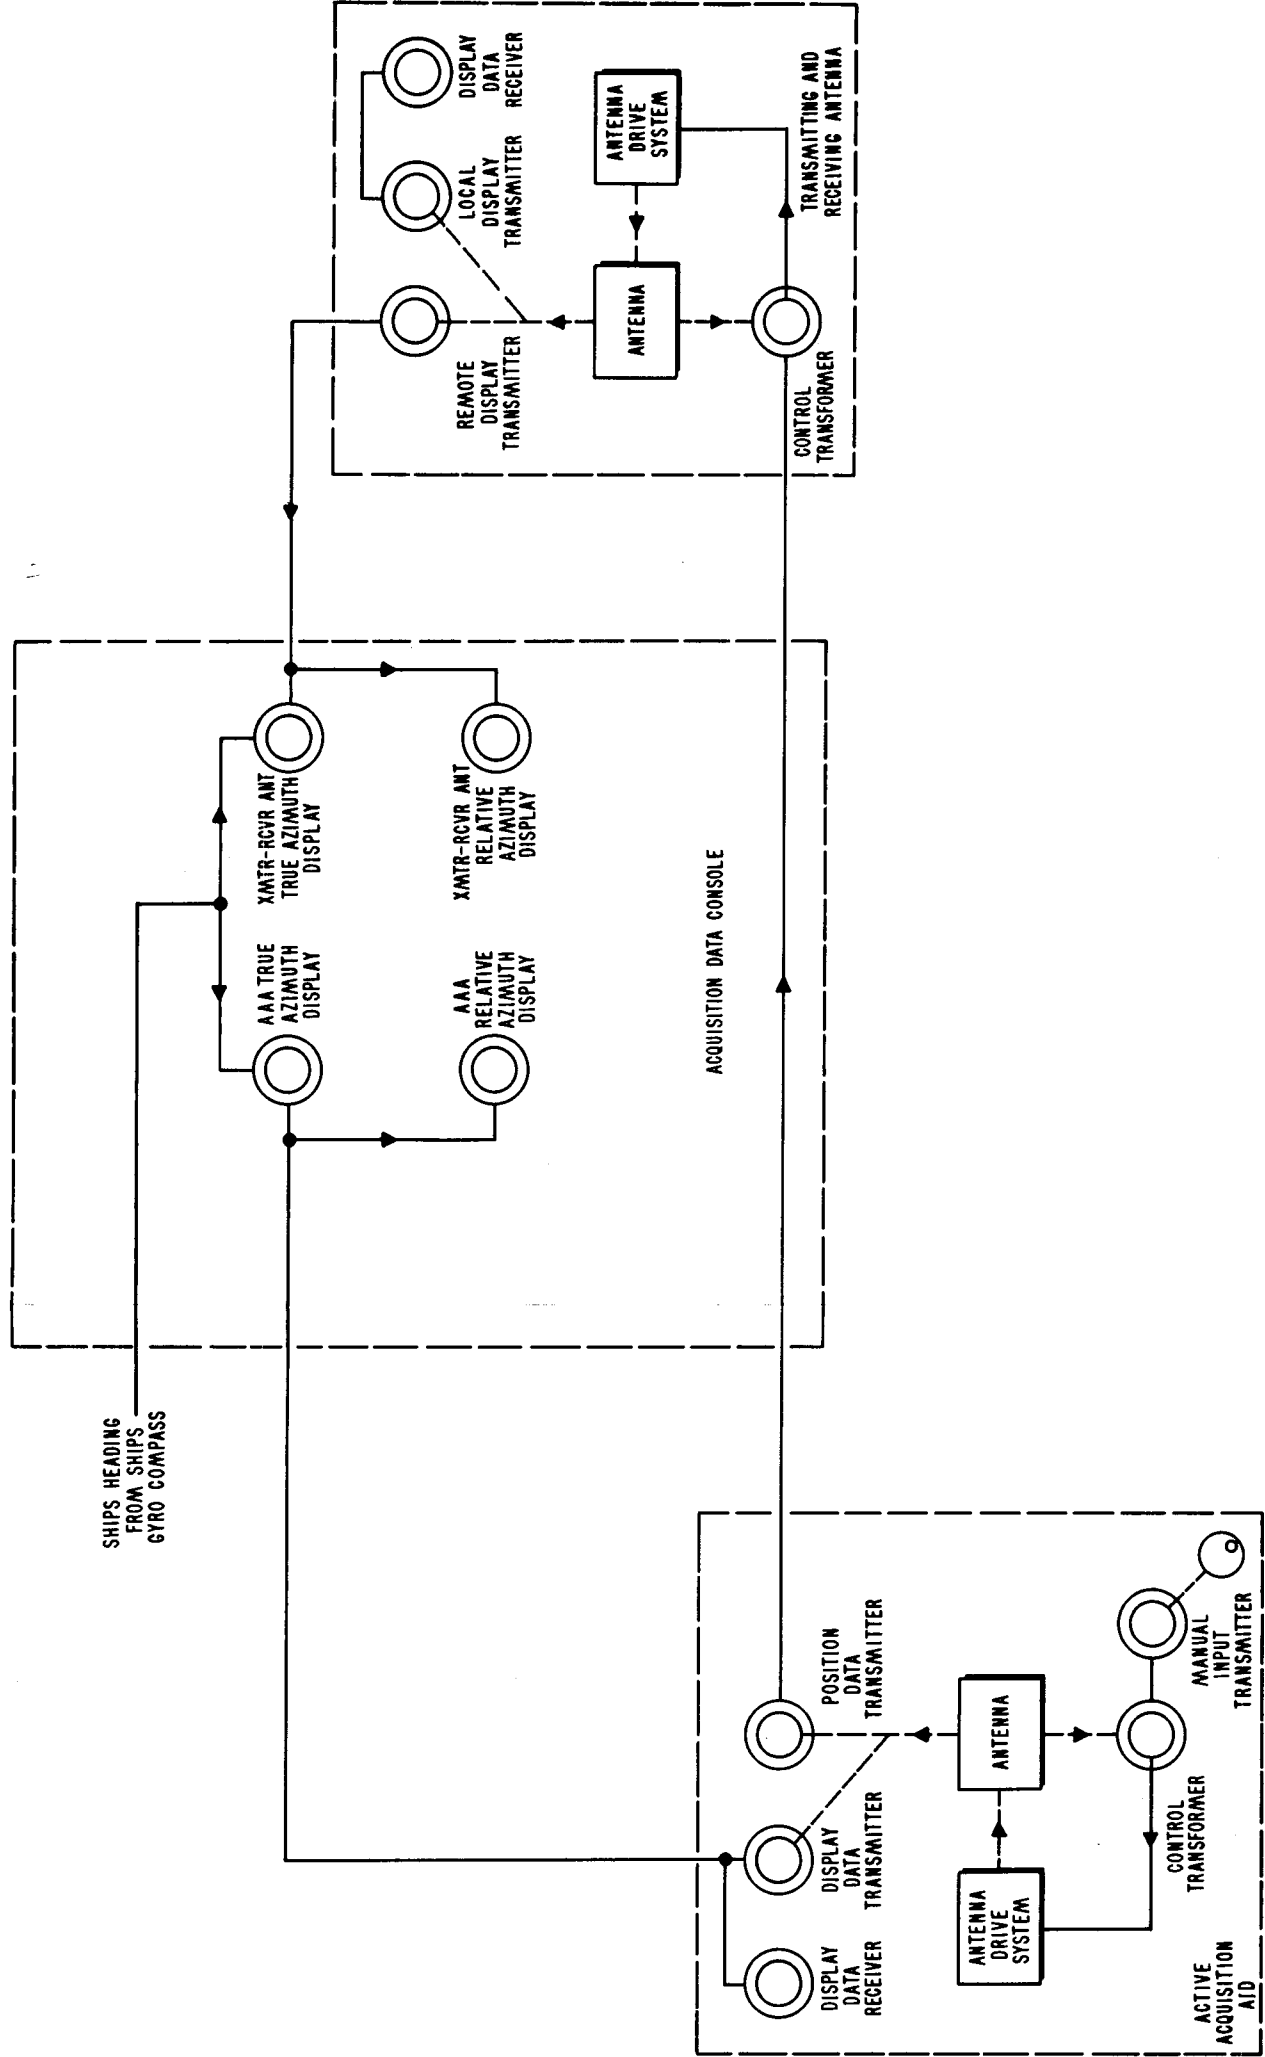 SHIPS HEADING
FROM SHIPS
GYRO COMPASS
AAA TRUE
AZIMUTH
DISPLAY
XMTR-RCVR ANT
TRUE AZIMUTH
DISPLAY
AAA
RELATIVE
AZIMUTH
DISPLAY
XMTR-RCVR ANT
RELATIVE
AZIMUTH
DISPLAY
ACQUISITION DATA CONSOLE
REMOTE
DISPLAY
TRANSMITTER
LOCAL
DISPLAY
TRANSMITTER
DISPLAY
DATA
RECEIVER
ANTENNA
ANTENNA
DRIVE
SYSTEM
CONTROL
TRANSFORMER
TRANSMITTING AND
RECEIVING ANTENNA
DISPLAY
DATA
RECEIVER
DISPLAY
DATA
TRANSMITTER
POSITION
DATA
TRANSMITTER
ANTENNA
DRIVE
SYSTEM
ANTENNA
CONTROL
TRANSFORMER
MANUAL
INPUT
TRANSMITTER
ACTIVE
ACQUISITION
AID